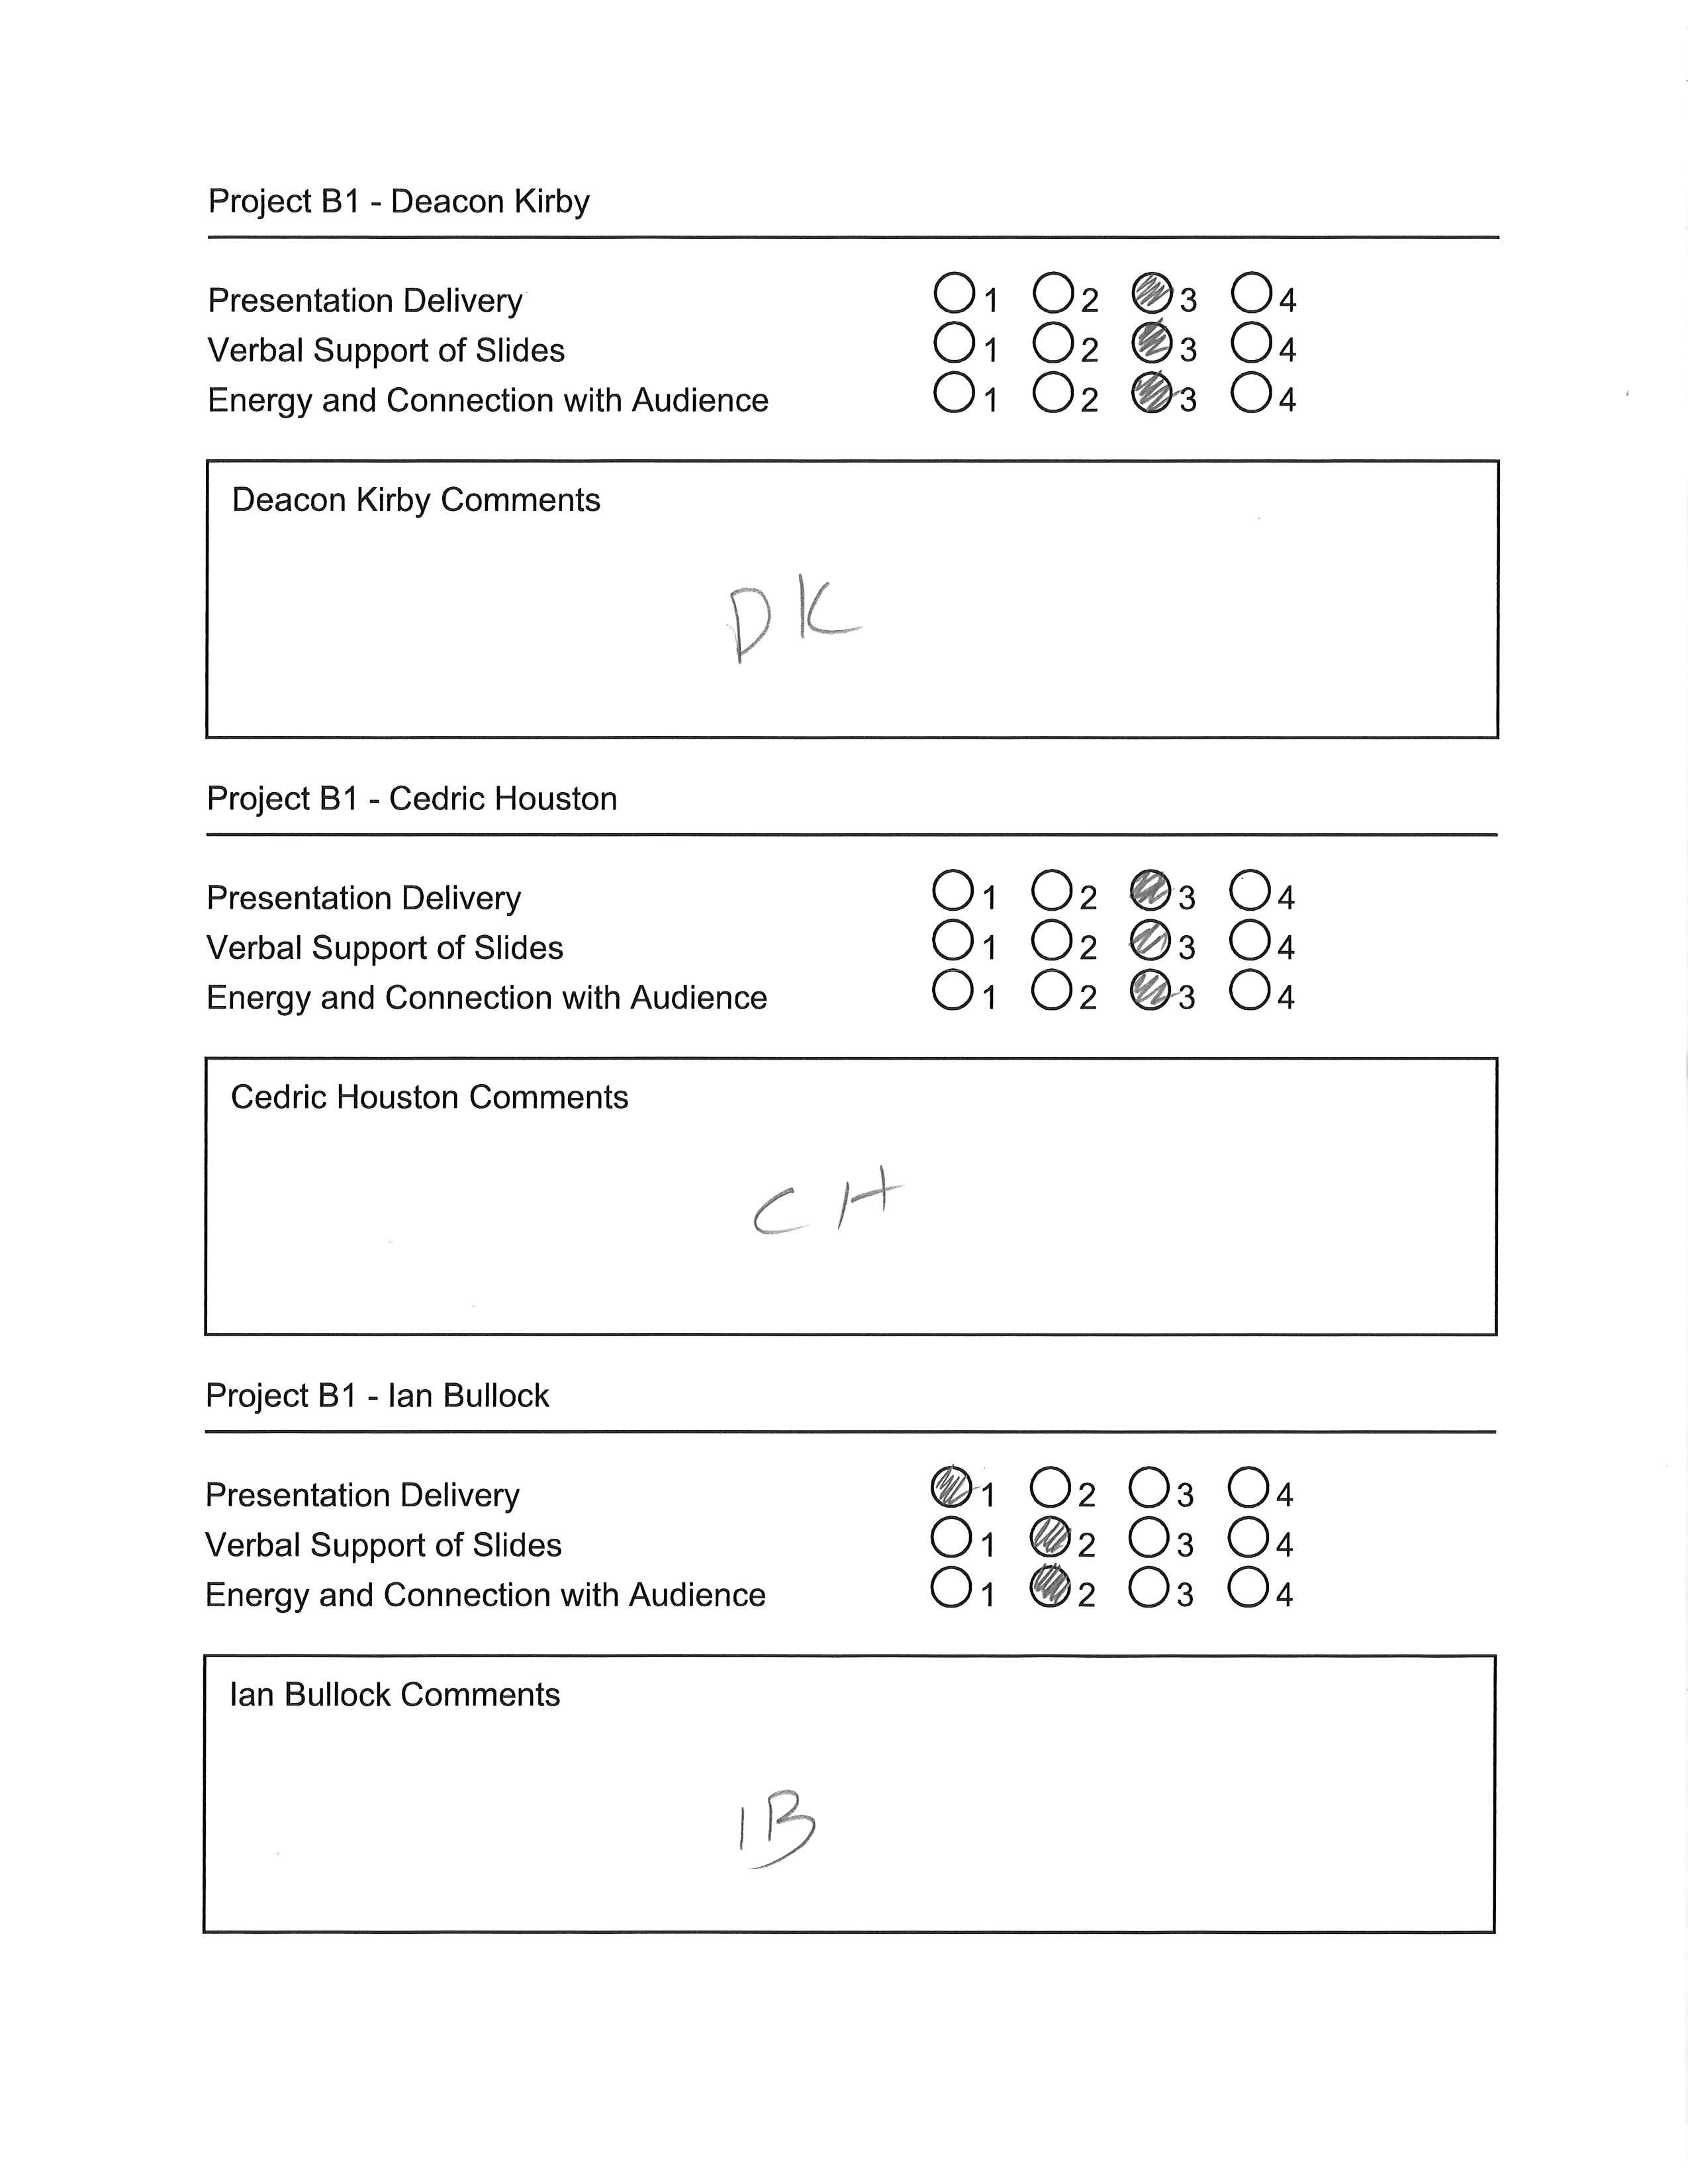 Project B1 - Deacon Kirby
Presentation Delivery 1 2 3 4
Verbal Support of Slides 1 2 3 4
Energy and Connection with Audience 1 2 3 4
Deacon Kirby Comments
DK
Project B1 - Cedric Houston
Presentation Delivery 1 2 3 4
Verbal Support of Slides 1 2 3 4
Energy and Connection with Audience 1 2 3 4
Cedric Houston Comments
CH
Project B1 - Ian Bullock
Presentation Delivery 1 2 3 4
Verbal Support of Slides 1 2 3 4
Energy and Connection with Audience 1 2 3 4
Ian Bullock Comments
IB